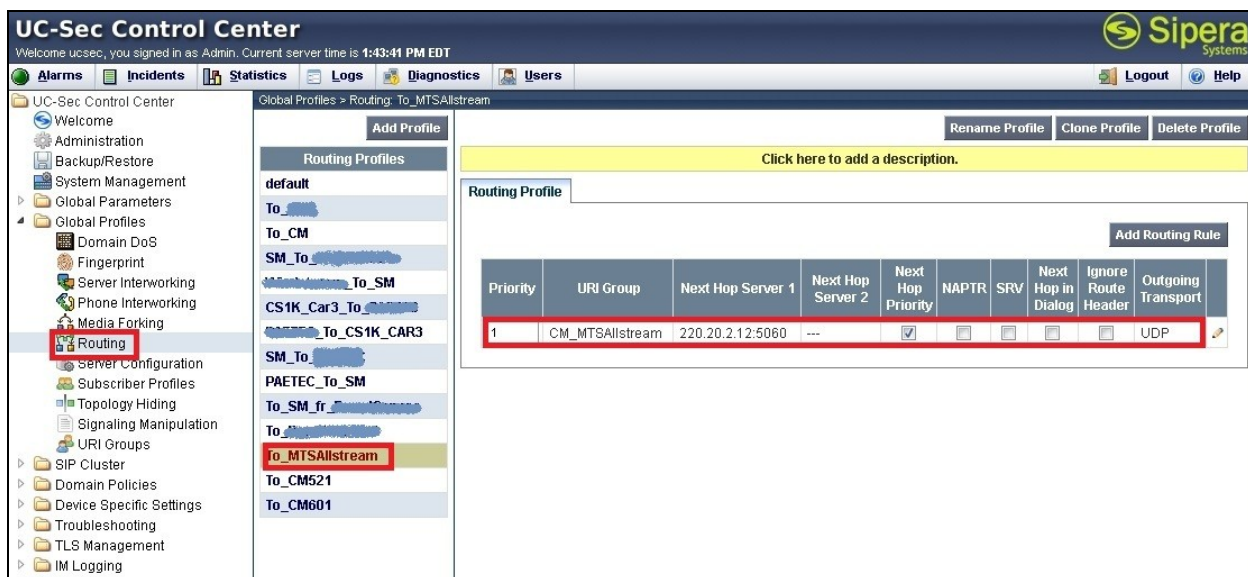 UC-Sec Control Center
Sipera
Systems
Welcome ucsec, you signed in as Admin. Current server time is 1:43:41 PM EDT
Alarms Incidents Statistics Logs Diagnostics Users Logout Help
UC-Sec Control Center
Welcome
Administration
Backup/Restore
System Management
Global Parameters
Global Profiles
Domain DoS
Fingerprint
Server Interworking
Phone Interworking
Media Forking
Routing
Server Configuration
Subscriber Profiles
Topology Hiding
Signaling Manipulation
URI Groups
SIP Cluster
Domain Policies
Device Specific Settings
Troubleshooting
TLS Management
IM Logging
Global Profiles > Routing: To_MTSAllstream
Add Profile
Routing Profiles
default
To_
To_CM
SM_To_
_To_SM
CS1K_Car3_To_
_To_CS1K_CAR3
SM_To_
PAETEC_To_SM
To_SM_fr_
To_
To_MTSAllstream
To_CM521
To_CM601
Rename Profile Clone Profile Delete Profile
Click here to add a description.
Routing Profile
Add Routing Rule
Priority URI Group Next Hop Server 1 Next Hop Server 2 Next Hop Priority NAPTR SRV Next Hop in Dialog Ignore Route Header Outgoing Transport
1 CM_MTSAllstream 220.20.2.12:5060 --- UDP